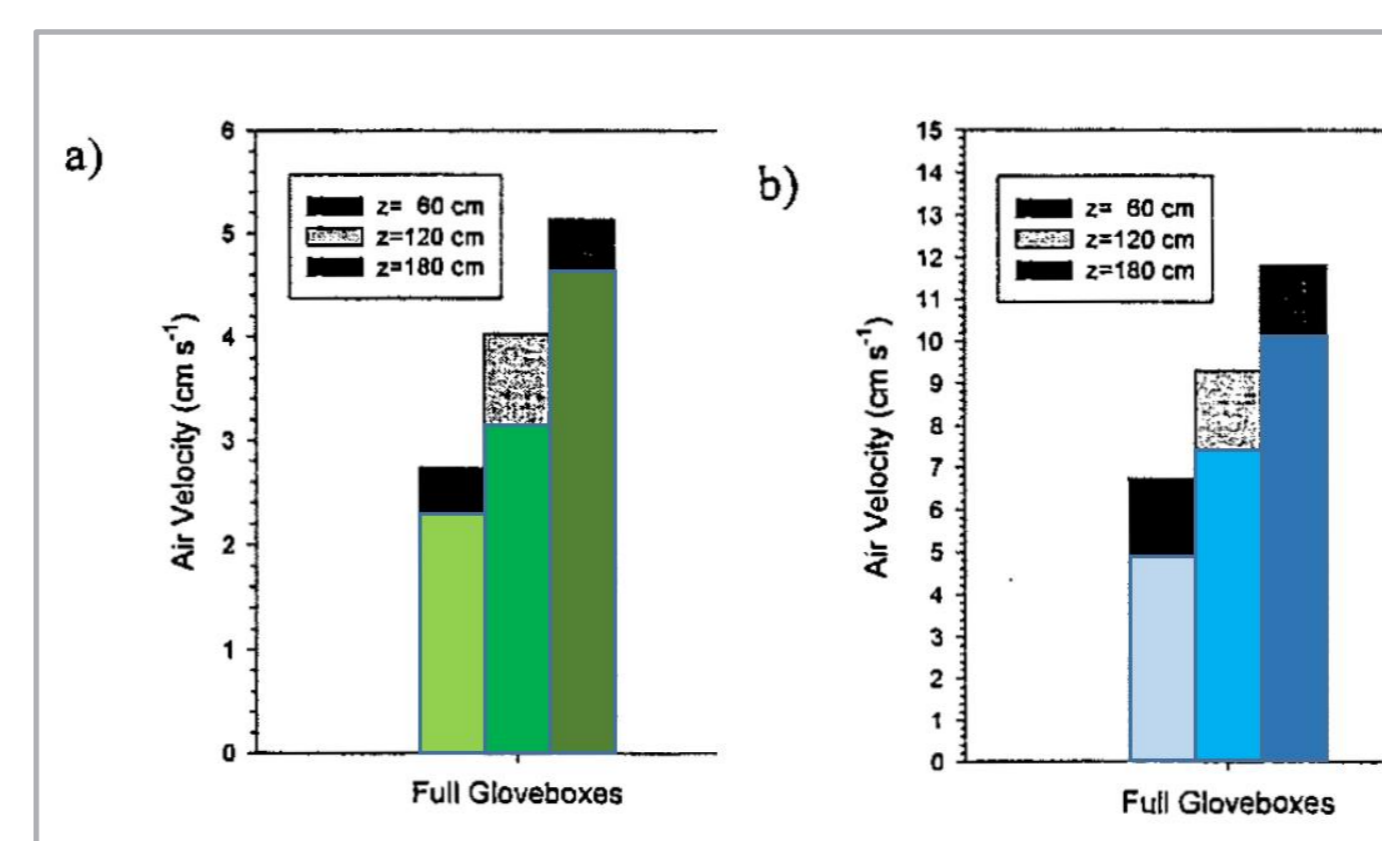 a)
6
5
4
3
2
1
0
Air Velocity (cm s⁻¹)
z= 60 cm
z=120 cm
z=180 cm
Full Gloveboxes
b)
15
14
13
12
11
10
9
8
7
6
5
4
3
2
1
0
Air Velocity (cm s⁻¹)
z= 60 cm
z=120 cm
z=180 cm
Full Gloveboxes